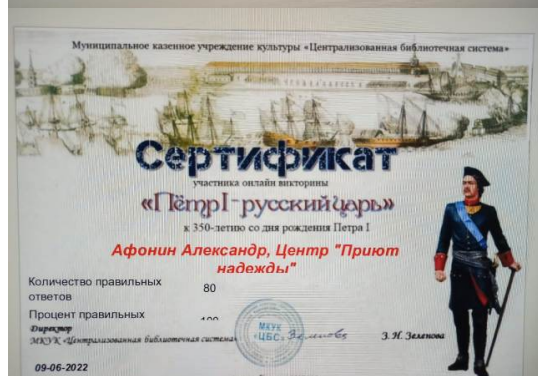 Муниципальное казенное учреждение культуры «Централизованная библиотечная система»
Сертификат
участника онлайн викторины
«Пётр I - русский царь»
к 350-летию со дня рождения Петра I
Афонин Александр, Центр "Приют
надежды"
Количество правильных
ответов
80
Процент правильных
Директор
МКУК «Централизованная библиотечная система»
МКУК
«ЦБС»
З. Н. Зеленова
09-06-2022